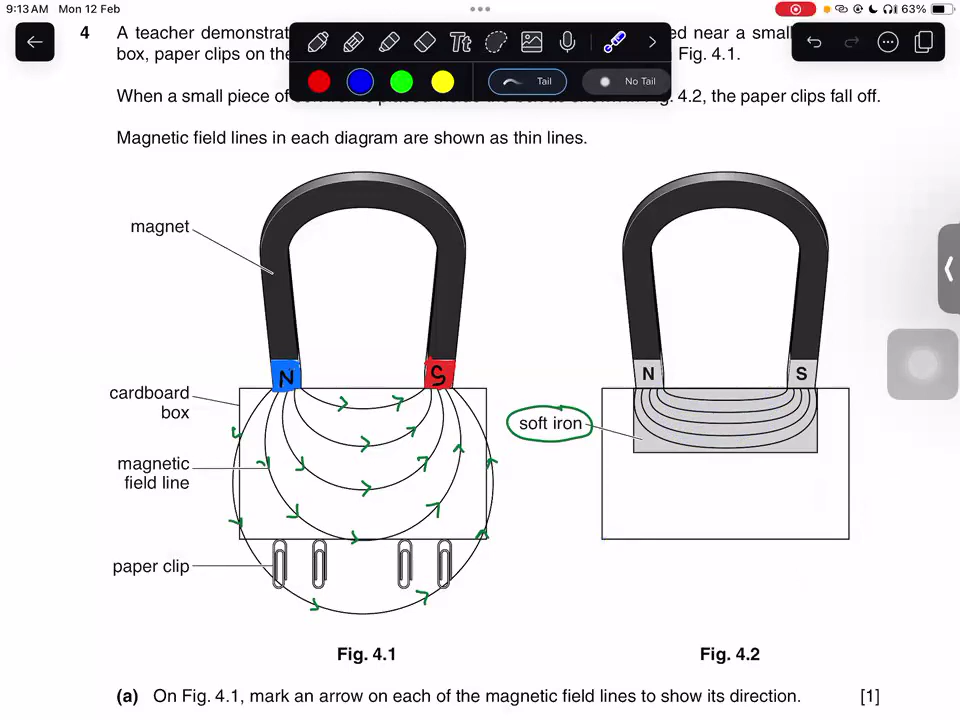 9:13 AM Mon 12 Feb
63%
4 A teacher demonstrat ed near a small
box, paper clips on the Fig. 4.1.
Tt
Tail
No Tail
When a small piece of g. 4.2, the paper clips fall off.
Magnetic field lines in each diagram are shown as thin lines.
magnet
N
S
N
S
cardboard
box
soft iron
magnetic
field line
paper clip
Fig. 4.1
Fig. 4.2
(a) On Fig. 4.1, mark an arrow on each of the magnetic field lines to show its direction. [1]